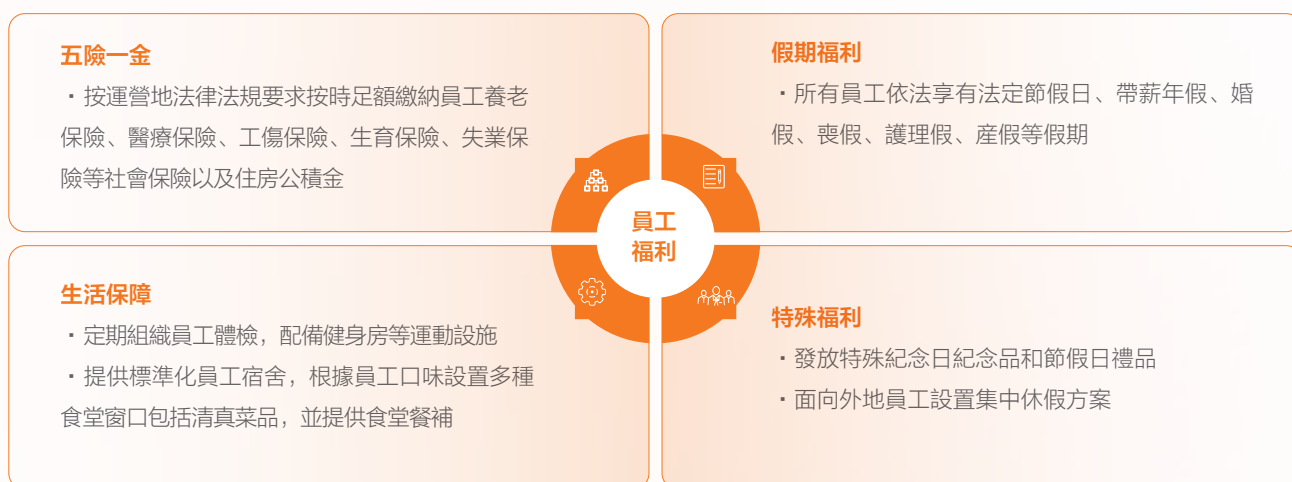 五險一金
·按運營地法律法規要求按時足額繳納員工養老
保險、醫療保險、工傷保險、生育保險、失業保
險等社會保險以及住房公積金
假期福利
·所有員工依法享有法定節假日、帶薪年假、婚
假、喪假、護理假、産假等假期
員工
福利
生活保障
·定期組織員工體檢，配備健身房等運動設施
·提供標準化員工宿舍，根據員工口味設置多種
食堂窗口包括清真菜品，並提供食堂餐補
特殊福利
·發放特殊紀念日紀念品和節假日禮品
·面向外地員工設置集中休假方案